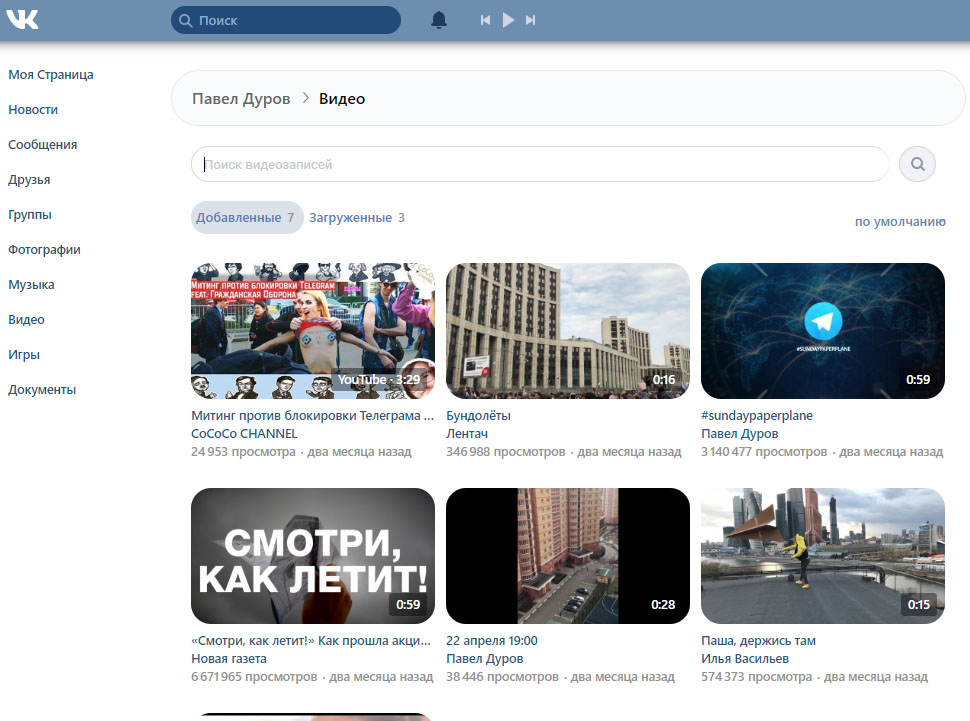 VK
Поиск
Моя Страница
Новости
Сообщения
Друзья
Группы
Фотографии
Музыка
Видео
Игры
Документы
Павел Дуров > Видео
Поиск видеозаписей
Добавленные 7 Загруженные 3
по умолчанию
Митинг против блокировки Telegram
feat. Гражданская Оборона
YouTube · 3:29
0:16
#SUNDAYPAPERPLANE
0:59
Митинг против блокировки Телеграма ...
CoCoCo CHANNEL
24 953 просмотра · два месяца назад
Бундолёты
Лентач
346 988 просмотров · два месяца назад
#sundaypaperplane
Павел Дуров
3 140 477 просмотров · два месяца назад
СМОТРИ,
КАК ЛЕТИТ!
0:59
0:28
0:15
«Смотри, как летит!» Как прошла акци...
Новая газета
6 671 965 просмотров · два месяца назад
22 апреля 19:00
Павел Дуров
38 446 просмотров · два месяца назад
Паша, держись там
Илья Васильев
574 373 просмотра · два месяца назад